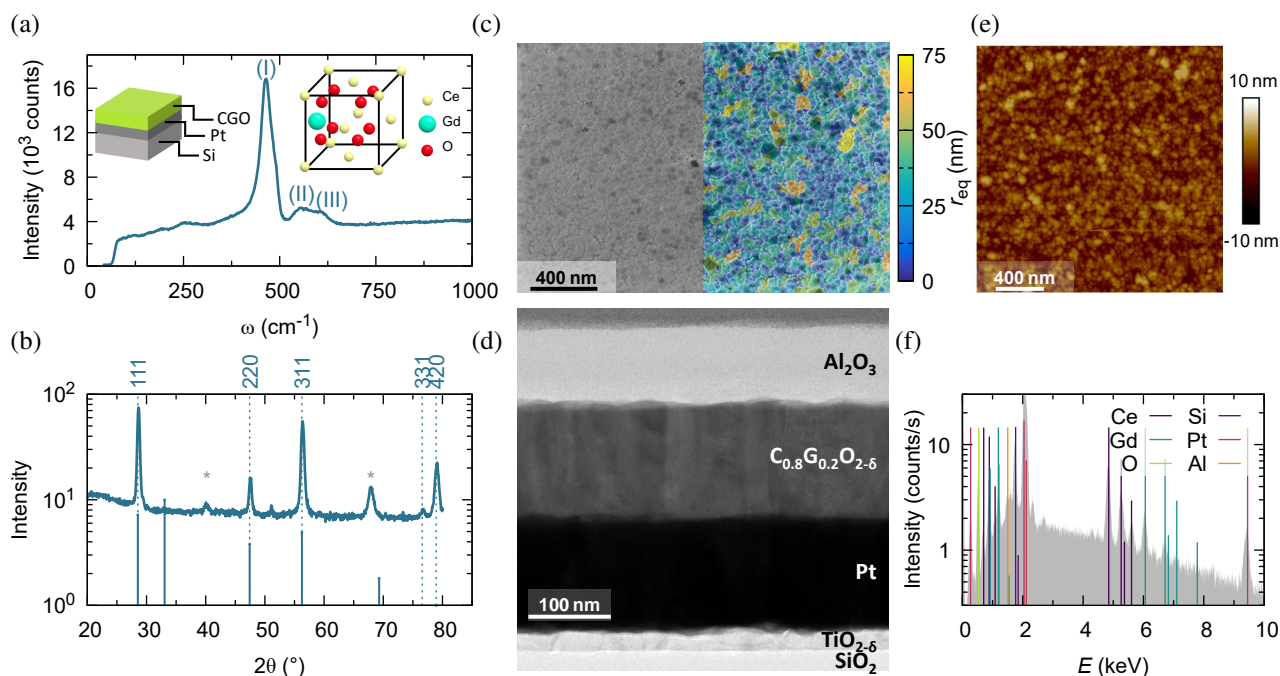 (a)
Intensity (10³ counts)
16
12
8
4
0
0
250
500
750
1000
ω (cm⁻¹)
CGO
Pt
Si
(I)
(II)
(III)
Ce
Gd
O
(b)
111
220
311
331
420
Intensity
10²
10¹
10⁰
*
*
20
30
40
50
60
70
80
2θ (°)
(c)
400 nm
75
50
25
0
r_eq (nm)
(d)
Al₂O₃
C₀.₈G₀.₂O₂₋δ
Pt
100 nm
TiO₂₋δ
SiO₂
(e)
400 nm
10 nm
-10 nm
(f)
Intensity (counts/s)
10
1
Ce
Si
Gd
Pt
O
Al
0
2
4
6
8
10
E (keV)